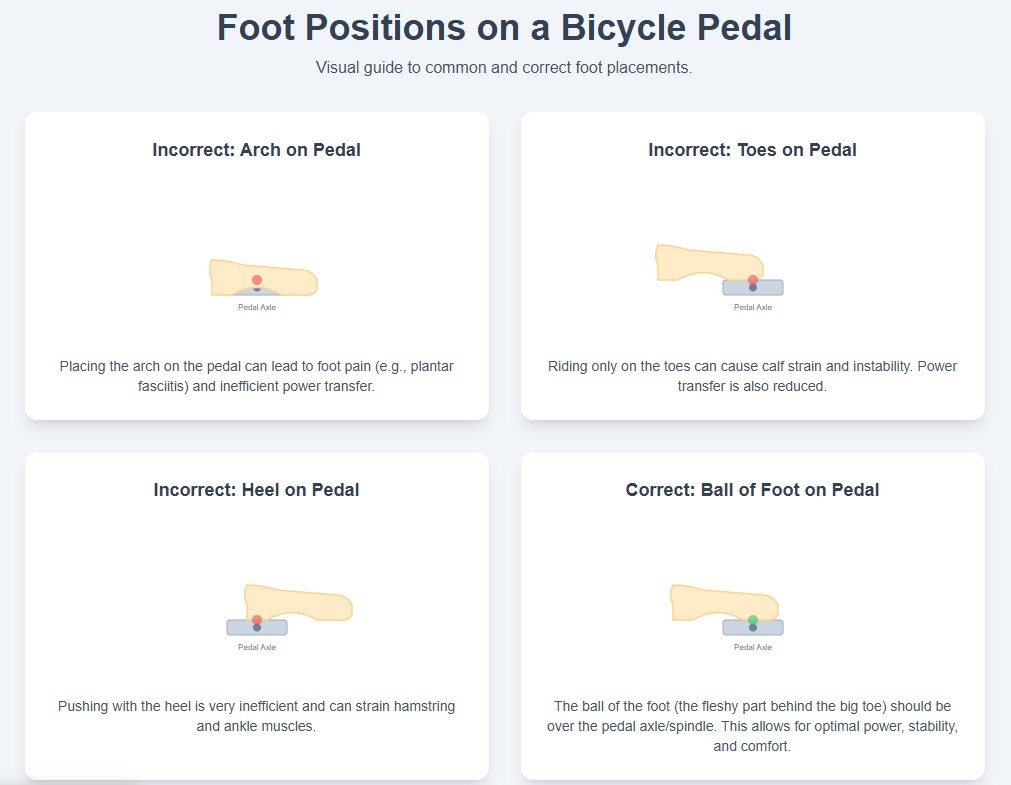 Foot Positions on a Bicycle Pedal
Visual guide to common and correct foot placements.
Incorrect: Arch on Pedal
Pedal Axle
Placing the arch on the pedal can lead to foot pain (e.g., plantar
fasciitis) and inefficient power transfer.
Incorrect: Toes on Pedal
Pedal Axle
Riding only on the toes can cause calf strain and instability. Power
transfer is also reduced.
Incorrect: Heel on Pedal
Pedal Axle
Pushing with the heel is very inefficient and can strain hamstring
and ankle muscles.
Correct: Ball of Foot on Pedal
Pedal Axle
The ball of the foot (the fleshy part behind the big toe) should be
over the pedal axle/spindle. This allows for optimal power, stability,
and comfort.